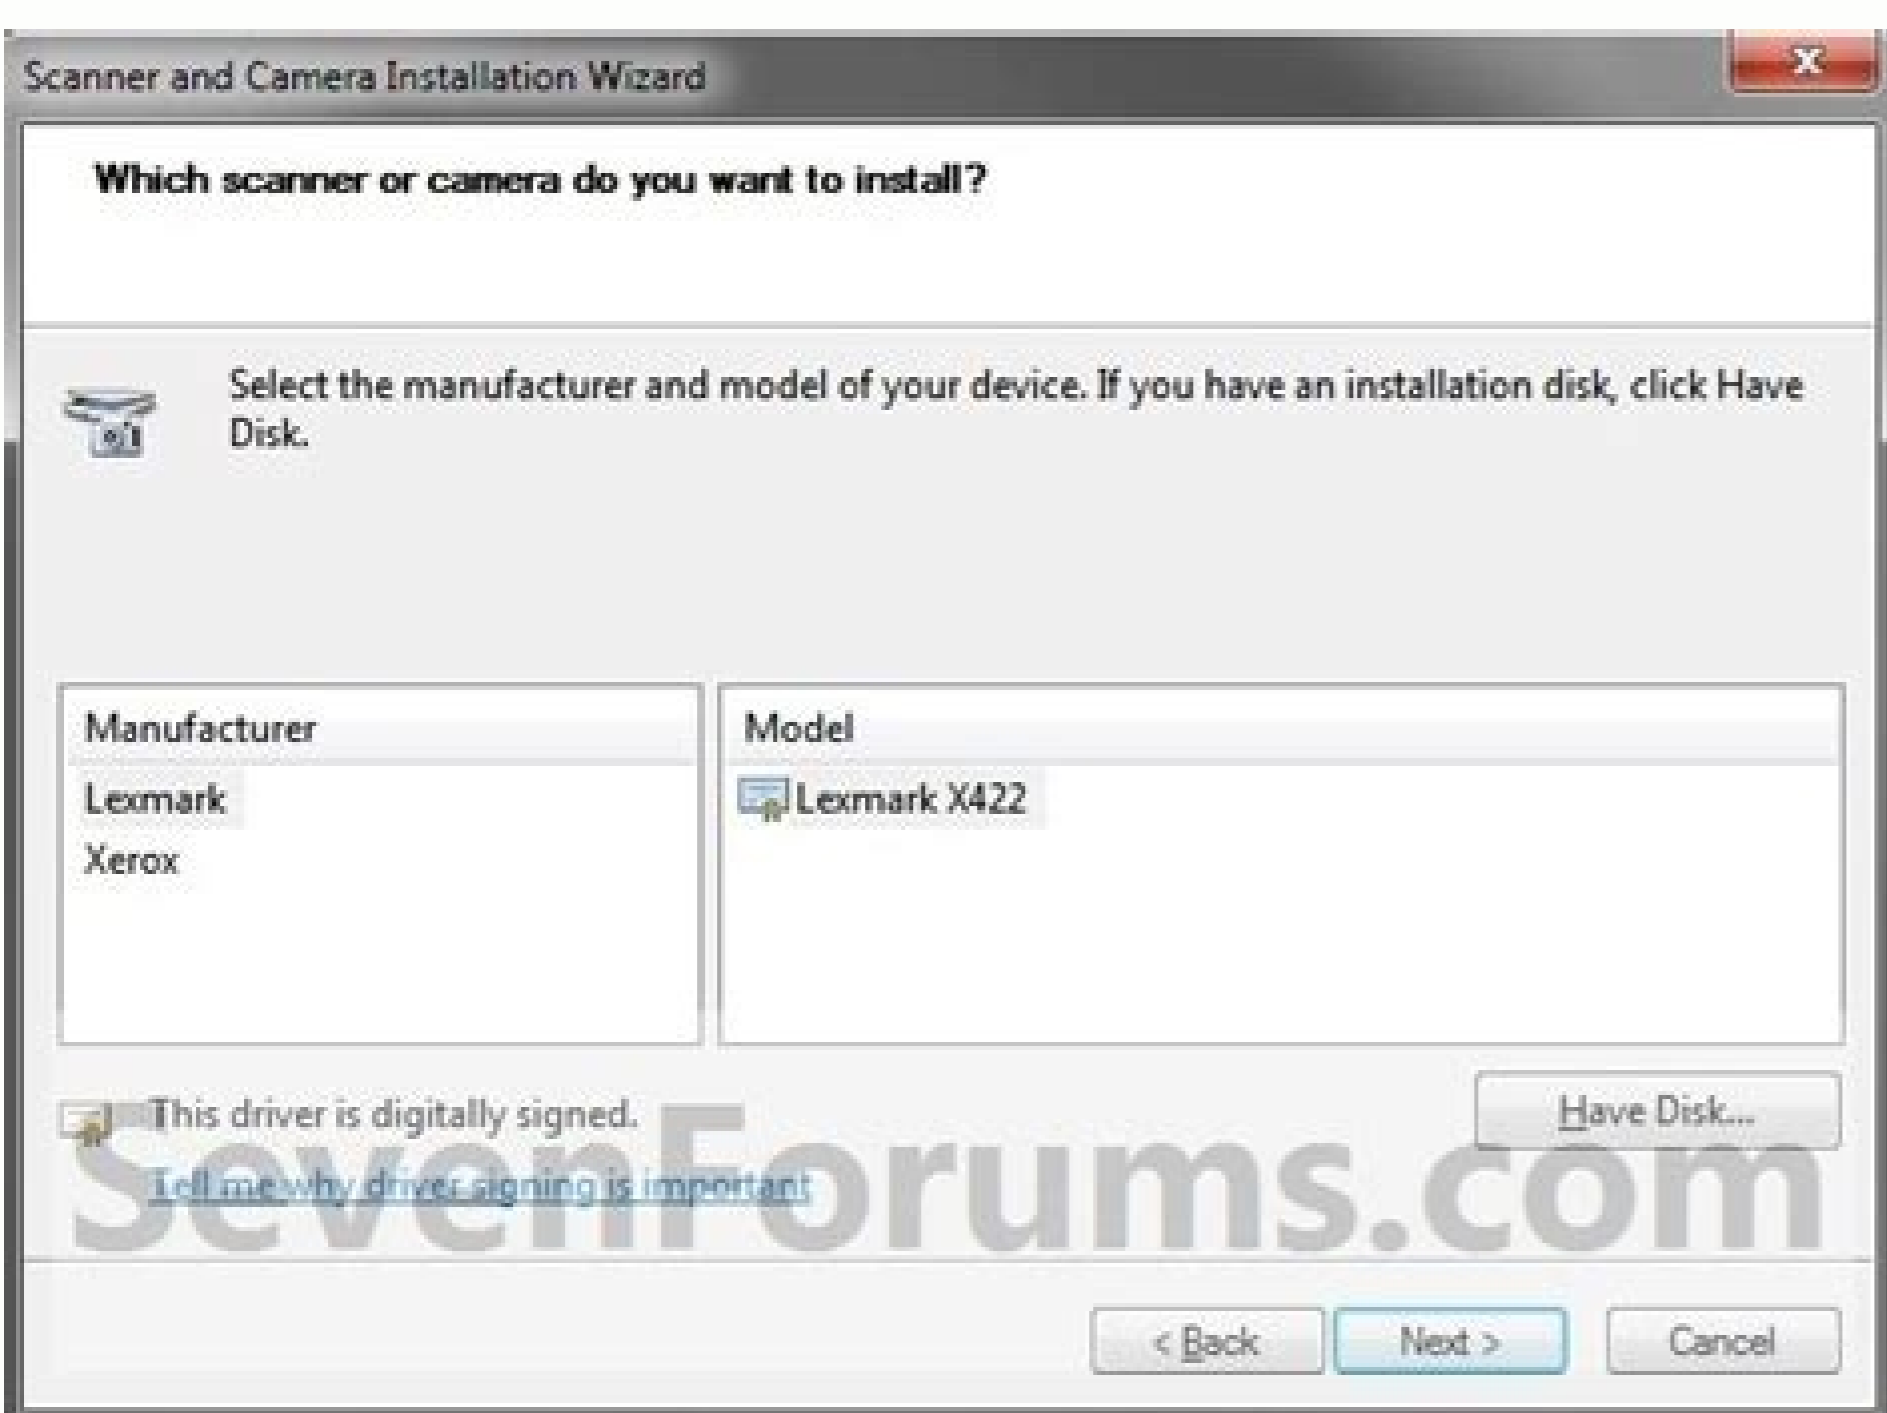 Scanner and Camera Installation Wizard
x
Which scanner or camera do you want to install?
Select the manufacturer and model of your device. If you have an installation disk, click Have
Disk.
Manufacturer
Model
Lexmark
Lexmark X422
Xerox
This driver is digitally signed.
Have Disk...
Tell me why driver signing is important
SevenForums.com
< Back
Next >
Cancel